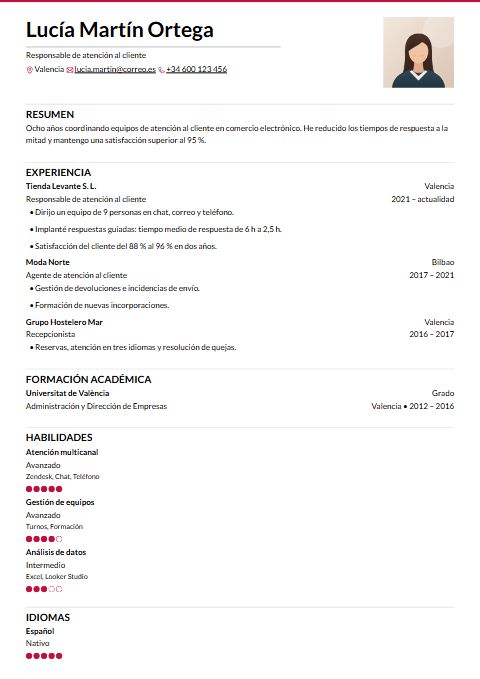 Lucía Martín Ortega
Responsable de atención al cliente
Valencia lucia.martin@correo.es +34 600 123 456
RESUMEN
Ocho años coordinando equipos de atención al cliente en comercio electrónico. He reducido los tiempos de respuesta a la
mitad y mantengo una satisfacción superior al 95 %.
EXPERIENCIA
Tienda Levante S. L. Valencia
Responsable de atención al cliente 2021 – actualidad
• Dirijo un equipo de 9 personas en chat, correo y teléfono.
• Implanté respuestas guiadas: tiempo medio de respuesta de 6 h a 2,5 h.
• Satisfacción del cliente del 88 % al 96 % en dos años.
Moda Norte Bilbao
Agente de atención al cliente 2017 – 2021
• Gestión de devoluciones e incidencias de envío.
• Formación de nuevas incorporaciones.
Grupo Hostelero Mar Valencia
Recepcionista 2016 – 2017
• Reservas, atención en tres idiomas y resolución de quejas.
FORMACIÓN ACADÉMICA
Universitat de València Grado
Administración y Dirección de Empresas Valencia • 2012 – 2016
HABILIDADES
Atención multicanal
Avanzado
Zendesk, Chat, Teléfono
Gestión de equipos
Avanzado
Turnos, Formación
Análisis de datos
Intermedio
Excel, Looker Studio
IDIOMAS
Español
Nativo